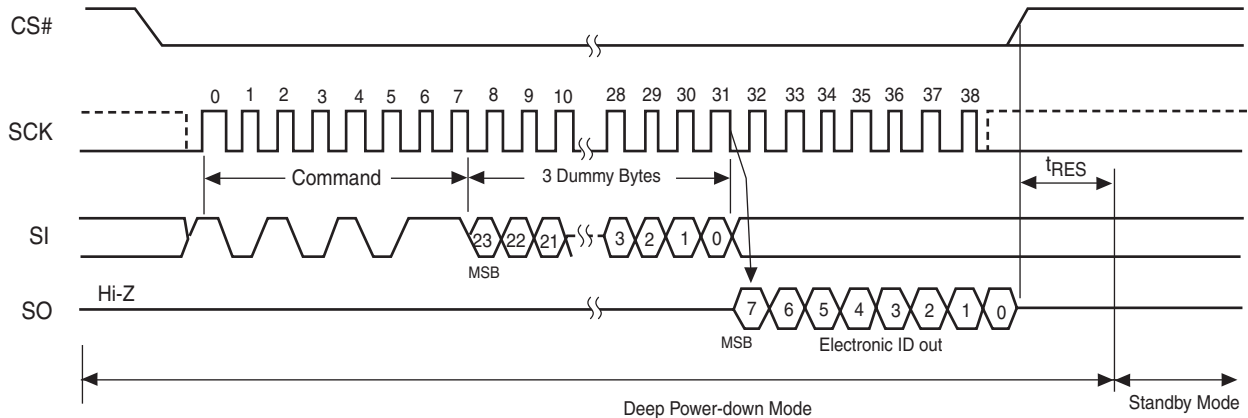 CS#
0 1 2 3 4 5 6 7 8 9 10 28 29 30 31 32 33 34 35 36 37 38
SCK
Command
3 Dummy Bytes
tRES
SI
23 22 21 3 2 1 0
MSB
Hi-Z
SO
7 6 5 4 3 2 1 0
MSB
Electronic ID out
Deep Power-down Mode
Standby Mode